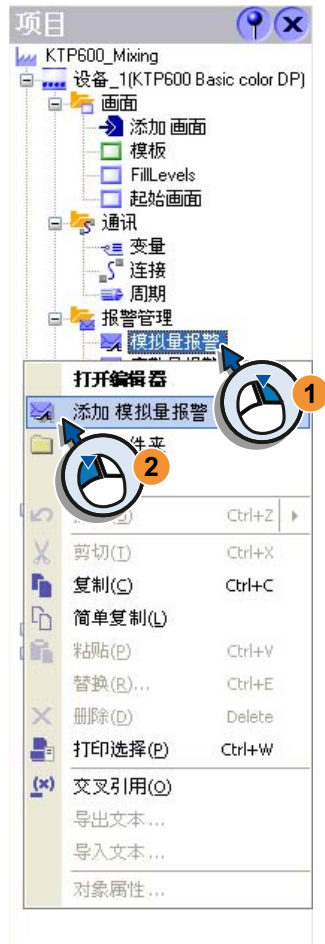 项目
KTP600_Mixing
设备_1(KTP600 Basic color DP)
画面
添加 画面
模板
FillLevels
起始画面
通讯
变量
连接
周期
报警管理
模拟量报警
1
打开编辑器
添加 模拟量报警
件夹
2
Ctrl+Z
剪切(T) Ctrl+X
复制(C) Ctrl+C
简单复制(L)
粘贴(P) Ctrl+V
替换(R)... Ctrl+E
删除(D) Delete
打印选择(P) Ctrl+W
交叉引用(O)
导出文本...
导入文本...
对象属性...